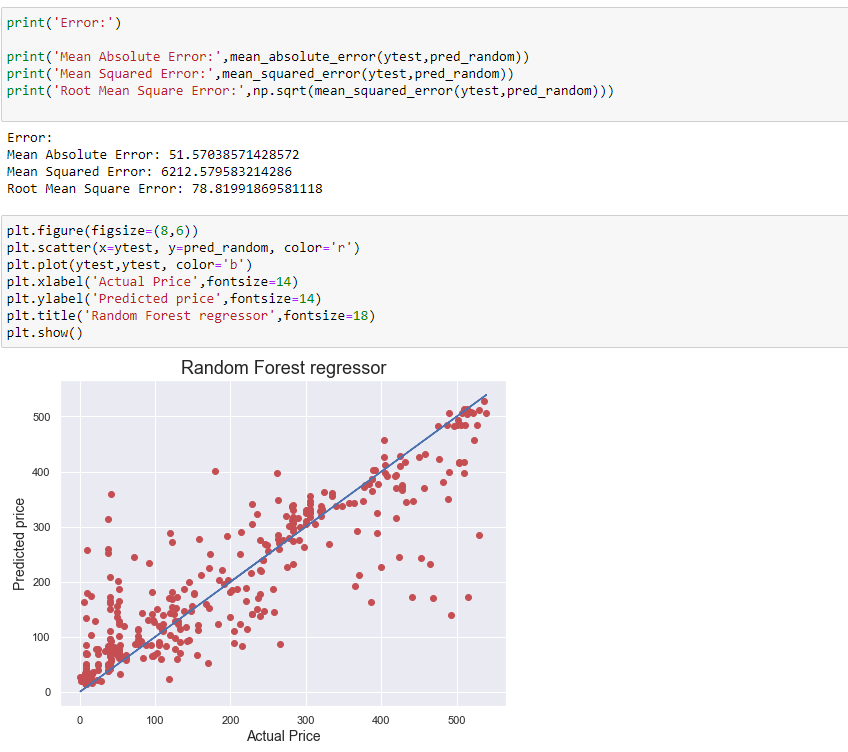 print('Error:')
print('Mean Absolute Error:',mean_absolute_error(ytest,pred_random))
print('Mean Squared Error:',mean_squared_error(ytest,pred_random))
print('Root Mean Square Error:',np.sqrt(mean_squared_error(ytest,pred_random)))
Error:
Mean Absolute Error: 51.57038571428572
Mean Squared Error: 6212.579583214286
Root Mean Square Error: 78.81991869581118
plt.figure(figsize=(8,6))
plt.scatter(x=ytest, y=pred_random, color='r')
plt.plot(ytest,ytest, color='b')
plt.xlabel('Actual Price',fontsize=14)
plt.ylabel('Predicted price',fontsize=14)
plt.title('Random Forest regressor',fontsize=18)
plt.show()
Random Forest regressor
Predicted price
500
400
300
200
100
0
0 100 200 300 400 500
Actual Price